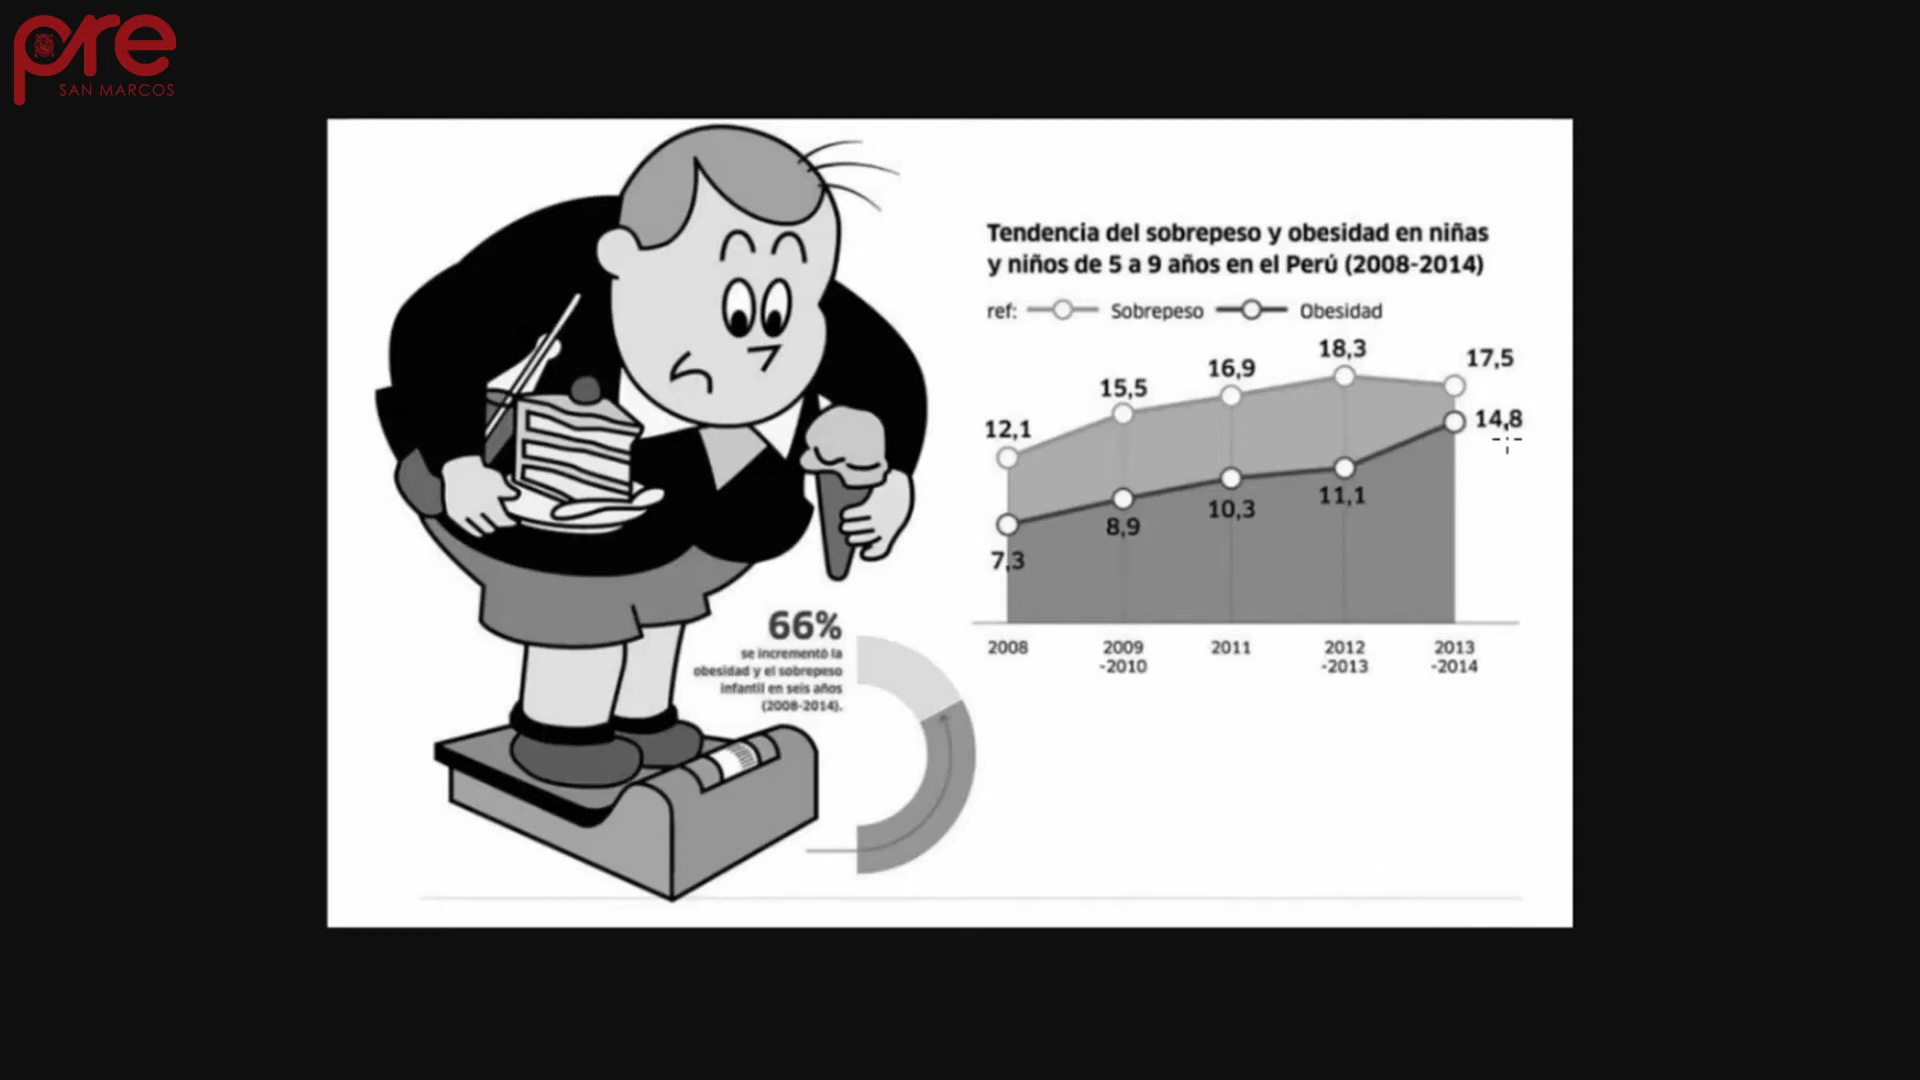 pre
SAN MARCOS
Tendencia del sobrepeso y obesidad en niñas
y niños de 5 a 9 años en el Perú (2008-2014)
ref: Sobrepeso Obesidad
12,1
15,5
16,9
18,3
17,5
14,8
7,3
8,9
10,3
11,1
2008
2009
-2010
2011
2012
-2013
2013
-2014
66%
se incrementó la
obesidad y el sobrepeso
infantil en seis años
(2008-2014).